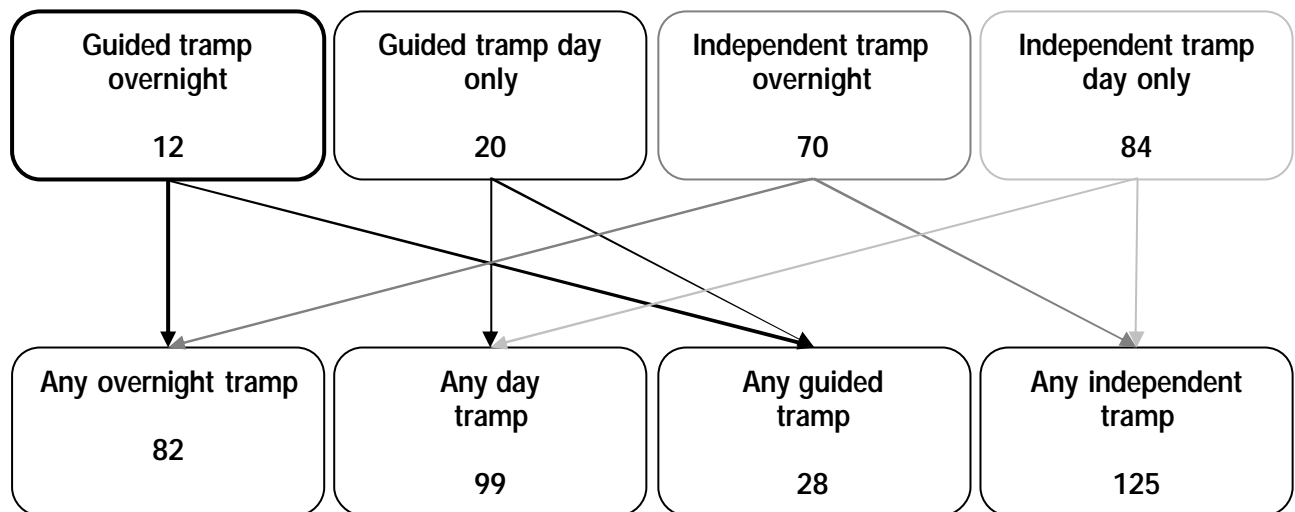 Guided tramp
overnight
12
Guided tramp day
only
20
Independent tramp
overnight
70
Independent tramp
day only
84
Any overnight tramp
82
Any day
tramp
99
Any guided
tramp
28
Any independent
tramp
125